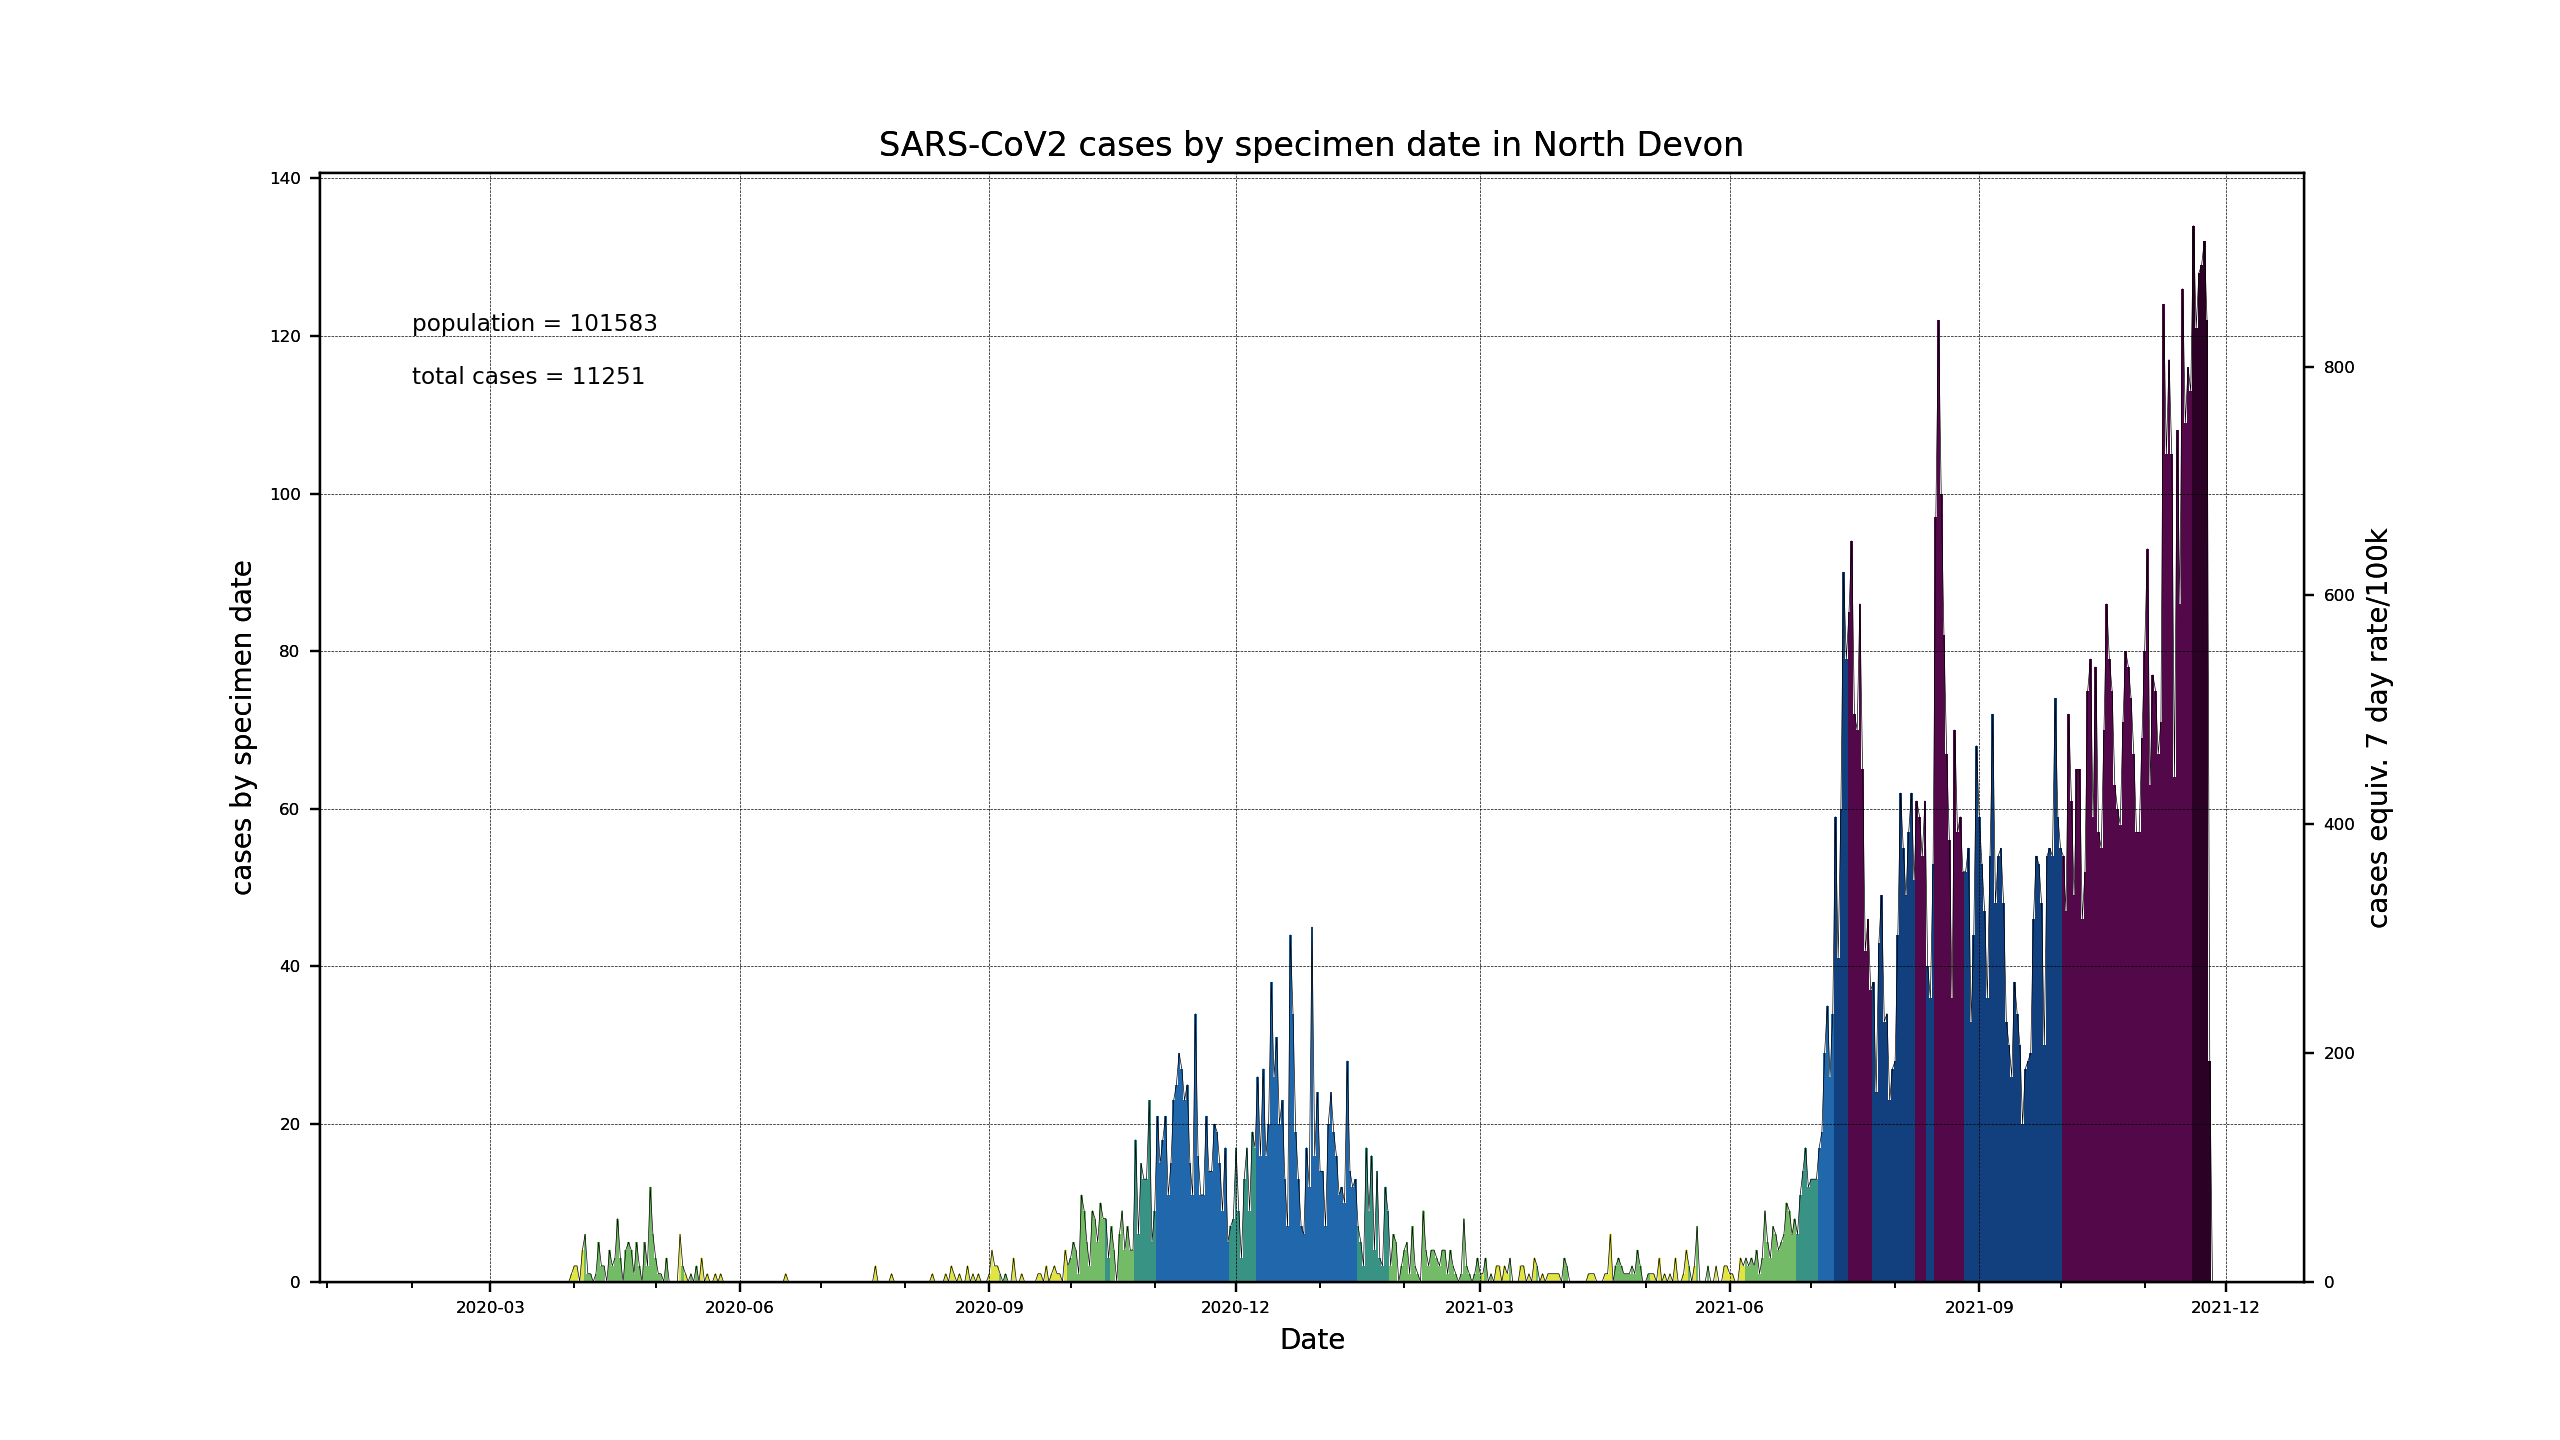 SARS-CoV2 cases by specimen date in North Devon
population = 101583
total cases = 11251
cases by specimen date
140
120
100
80
60
40
20
0
800
600
400
200
0
cases equiv. 7 day rate/100k
2020-03 2020-06 2020-09 2020-12 2021-03 2021-06 2021-09 2021-12
Date